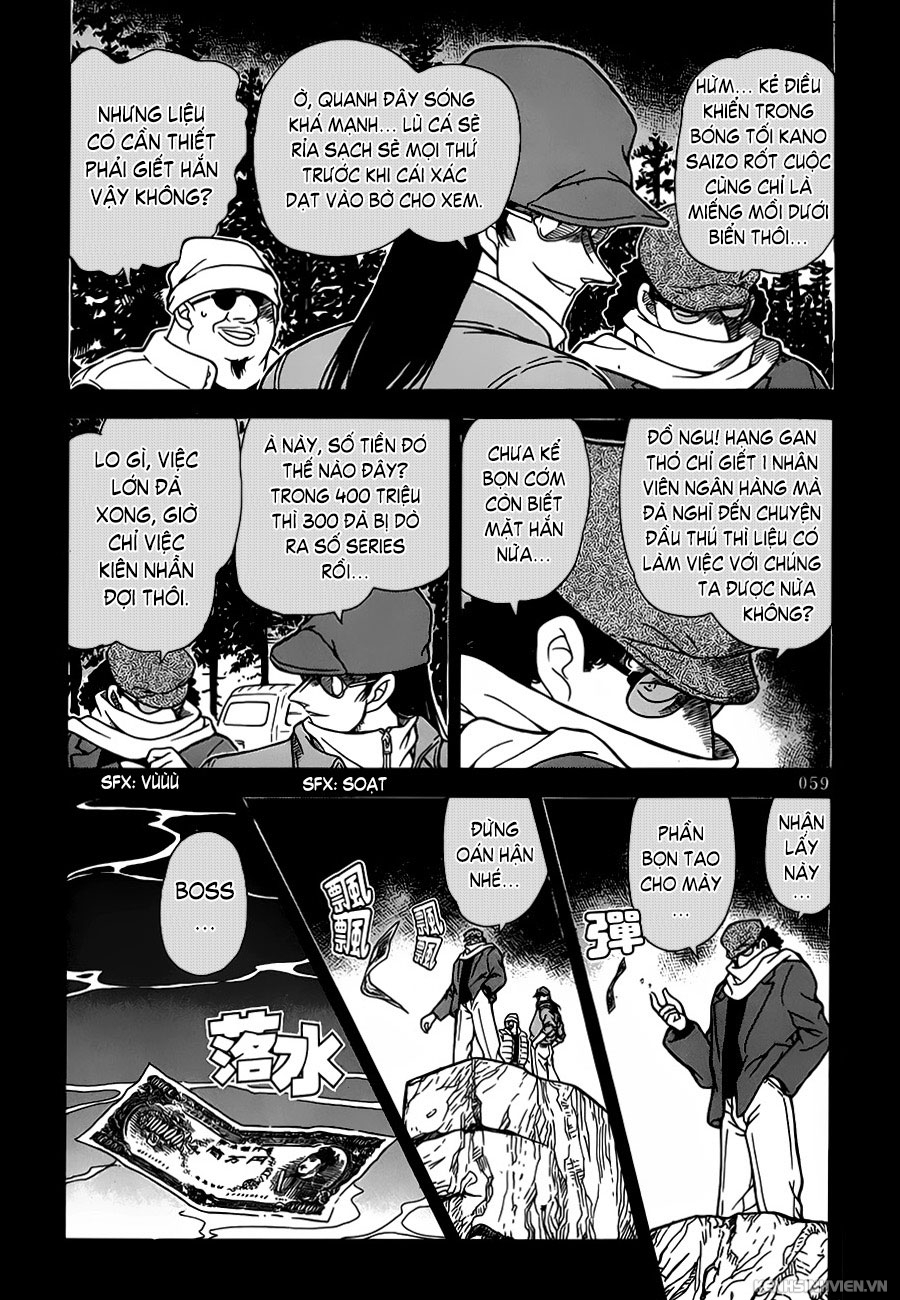 HỪM... KẺ ĐIỀU
KHIỂN TRONG
BÓNG TỐI KANO
SAIZO RỐT CUỘC
CŨNG CHỈ LÀ
MIẾNG MỒI DƯỚI
BIỂN THÔI...
Ờ, QUANH ĐÂY SÓNG
KHÁ MẠNH... LŨ CÁ SẼ
RỈA SẠCH SẼ MỌI THỨ
TRƯỚC KHI CÁI XÁC
DẠT VÀO BỜ CHO XEM.
NHƯNG LIỆU
CÓ CẦN THIẾT
PHẢI GIẾT HẮN
VẬY KHÔNG?
ĐỒ NGU! HẠNG GAN
THỎ CHỈ GIẾT 1 NHÂN
VIÊN NGÂN HÀNG MÀ
ĐÃ NGHĨ ĐẾN CHUYỆN
ĐẦU THÚ THÌ LIỆU CÓ
LÀM VIỆC VỚI CHÚNG
TA ĐƯỢC NỮA
KHÔNG?
CHƯA KỂ
BỌN CỚM
CÒN BIẾT
MẶT HẮN
NỮA...
À NÀY, SỐ TIỀN ĐÓ
THẾ NÀO ĐÂY?
TRONG 400 TRIỆU
THÌ 300 ĐÃ BỊ DÒ
RA SỐ SERIES
RỒI...
LO GÌ, VIỆC
LỚN ĐÃ
XONG, GIỜ
CHỈ VIỆC
KIÊN NHẪN
ĐỢI THÔI.
SFX: VÙÙÙ
SFX: SOẠT
059
NHẬN
LẤY
NÀY...
PHẦN
BỌN TAO
CHO MÀY
...
彈
ĐỪNG
OÁN HẬN
NHÉ...
飄飄
飄飄
BOSS
...
落水